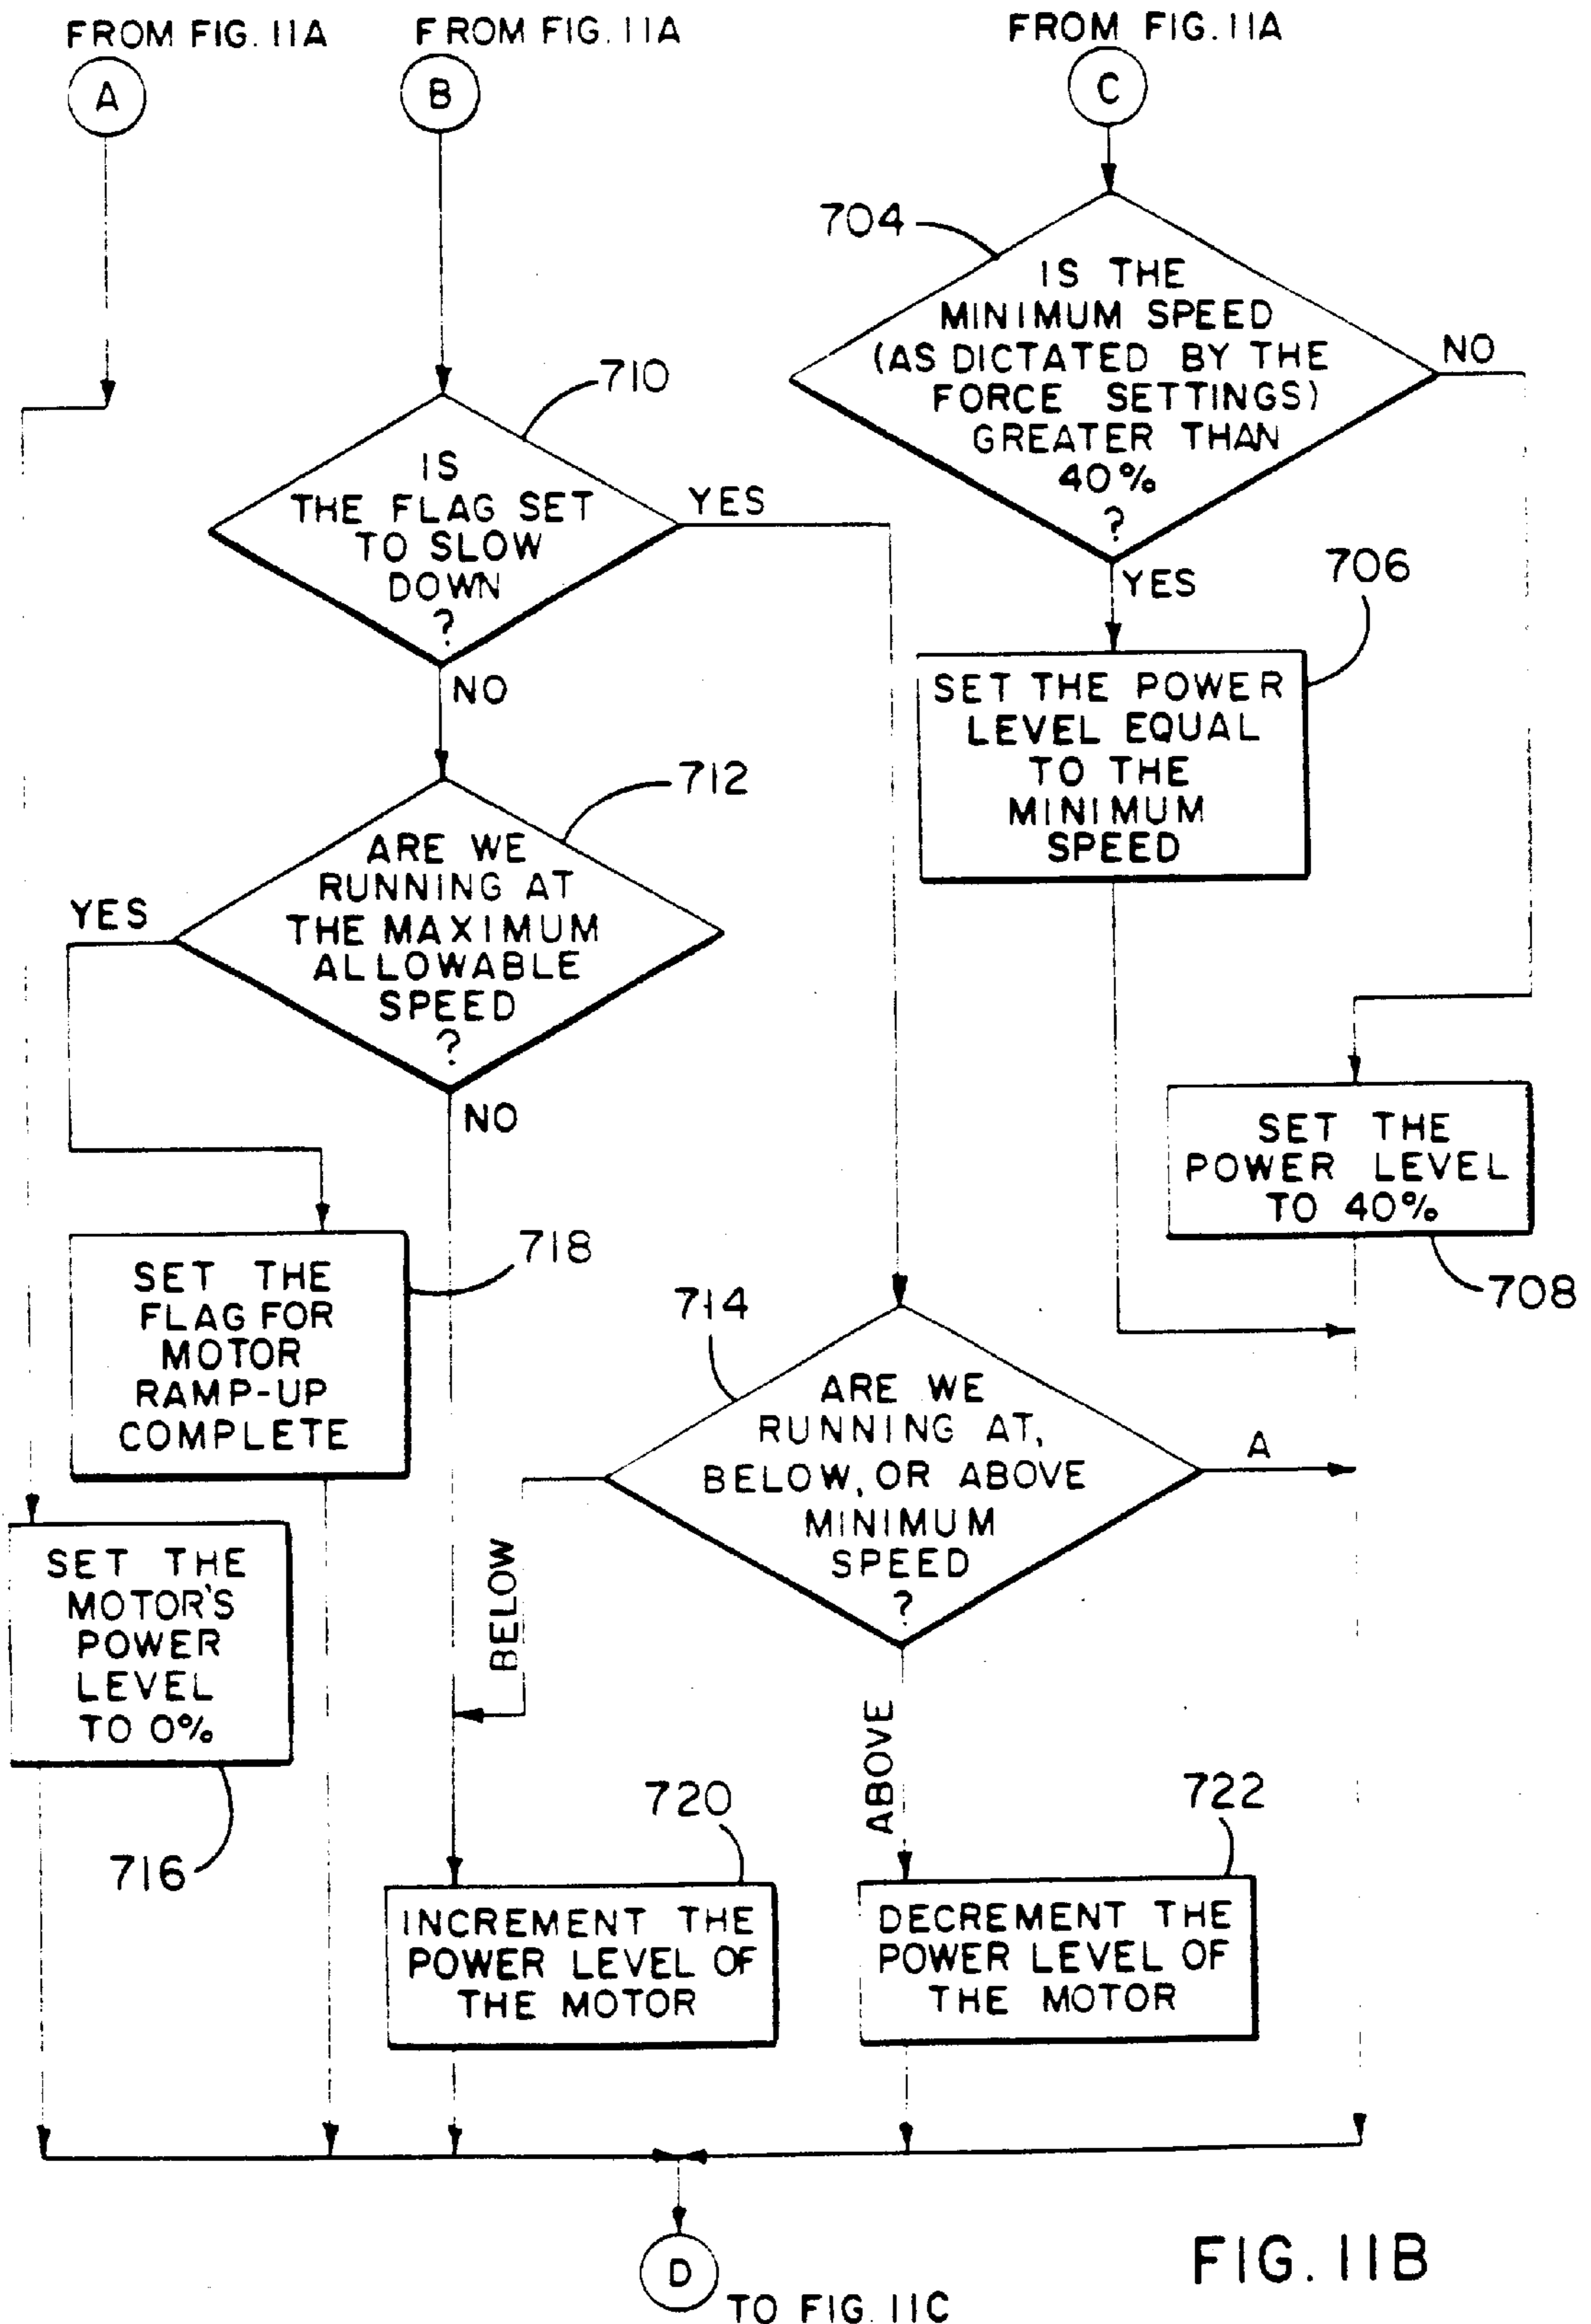 FROM FIG. 11A
FROM FIG. 11A
FROM FIG. 11A
A
B
C
704
IS THE
MINIMUM SPEED
(AS DICTATED BY THE
FORCE SETTINGS)
GREATER THAN
40%
?
NO
YES
710
IS
THE FLAG SET
TO SLOW
DOWN
?
YES
NO
706
SET THE POWER
LEVEL EQUAL
TO THE
MINIMUM
SPEED
712
ARE WE
RUNNING AT
THE MAXIMUM
ALLOWABLE
SPEED
?
YES
NO
SET THE
POWER LEVEL
TO 40%
708
718
SET THE
FLAG FOR
MOTOR
RAMP-UP
COMPLETE
714
ARE WE
RUNNING AT,
BELOW, OR ABOVE
MINIMUM
SPEED
?
A
BELOW
ABOVE
SET THE
MOTOR'S
POWER
LEVEL
TO 0%
716
720
INCREMENT THE
POWER LEVEL OF
THE MOTOR
722
DECREMENT THE
POWER LEVEL OF
THE MOTOR
D
TO FIG. 11C
FIG. 11B